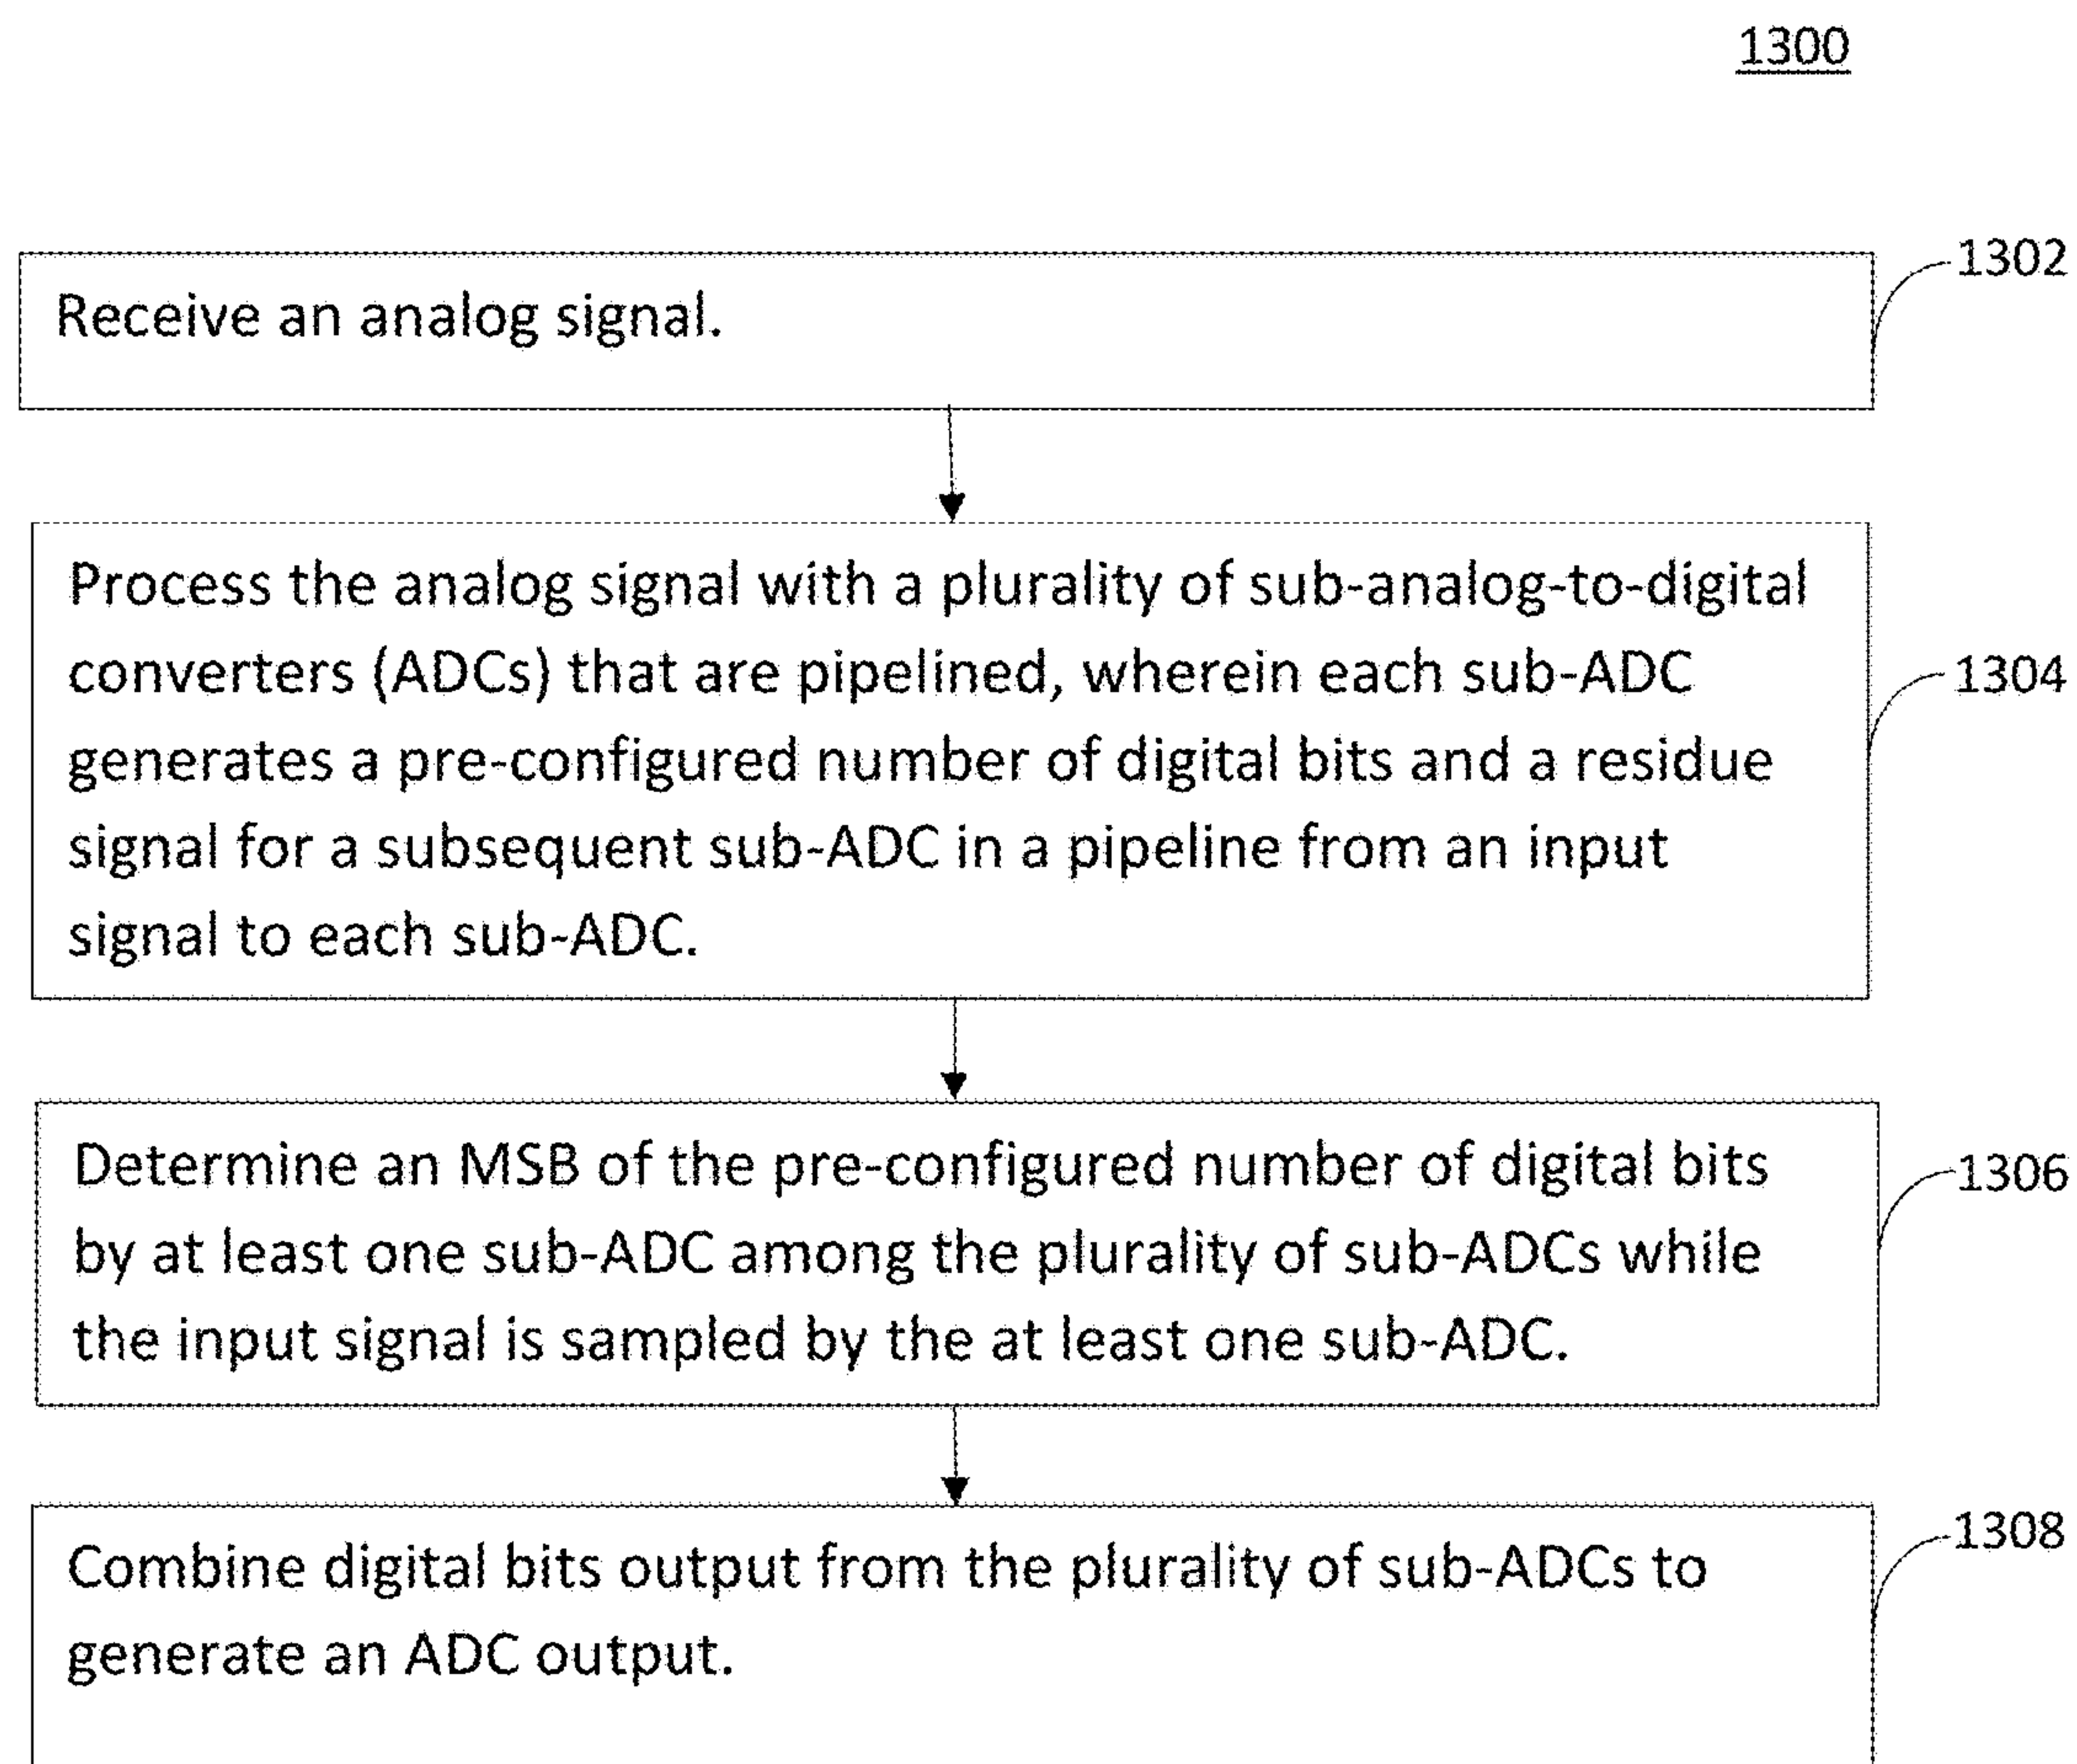 1300
Receive an analog signal.
1302
Process the analog signal with a plurality of sub-analog-to-digital
converters (ADCs) that are pipelined, wherein each sub-ADC
generates a pre-configured number of digital bits and a residue
signal for a subsequent sub-ADC in a pipeline from an input
signal to each sub-ADC.
1304
Determine an MSB of the pre-configured number of digital bits
by at least one sub-ADC among the plurality of sub-ADCs while
the input signal is sampled by the at least one sub-ADC.
1306
Combine digital bits output from the plurality of sub-ADCs to
generate an ADC output.
1308